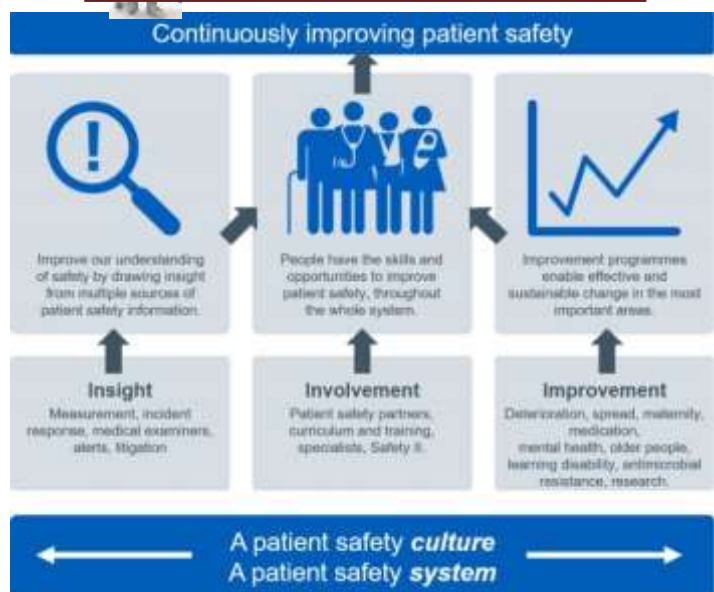 Continuously improving patient safety
!
Improve our understanding
of safety by drawing insight
from multiple sources of
patient safety information.
People have the skills and
opportunities to improve
patient safety, throughout
the whole system.
Improvement programmes
enable effective and
sustainable change in the most
important areas.
Insight
Measurement, incident
response, medical examiners,
alerts, litigation
Involvement
Patient safety partners,
curriculum and training,
specialists, Safety II.
Improvement
Deterioration, spread, maternity,
medication,
mental health, older people,
learning disability, antimicrobial
resistance, research.
A patient safety culture
A patient safety system